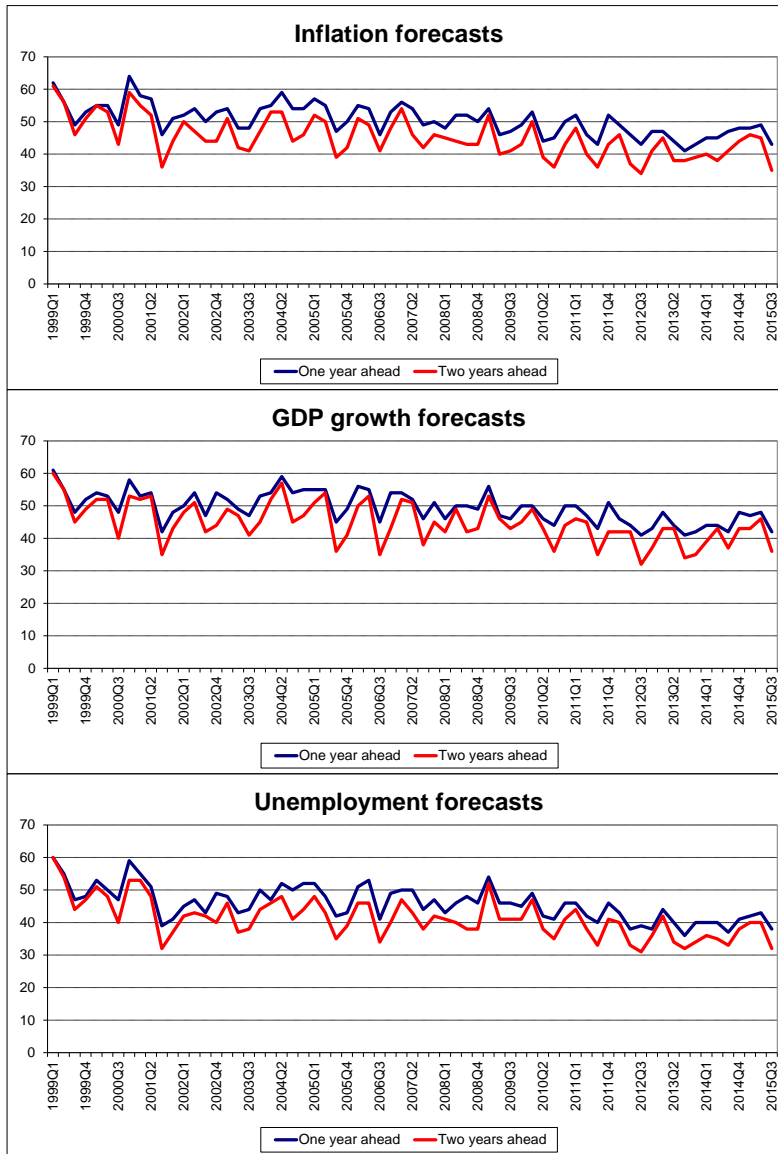 Inflation forecasts
70
60
50
40
30
20
10
0
1999Q1 1999Q4 2000Q3 2001Q2 2002Q1 2002Q4 2003Q3 2004Q2 2005Q1 2005Q4 2006Q3 2007Q2 2008Q1 2008Q4 2009Q3 2010Q2 2011Q1 2011Q4 2012Q3 2013Q2 2014Q1 2014Q4 2015Q3
One year ahead Two years ahead
GDP growth forecasts
70
60
50
40
30
20
10
0
1999Q1 1999Q4 2000Q3 2001Q2 2002Q1 2002Q4 2003Q3 2004Q2 2005Q1 2005Q4 2006Q3 2007Q2 2008Q1 2008Q4 2009Q3 2010Q2 2011Q1 2011Q4 2012Q3 2013Q2 2014Q1 2014Q4 2015Q3
One year ahead Two years ahead
Unemployment forecasts
70
60
50
40
30
20
10
0
1999Q1 1999Q4 2000Q3 2001Q2 2002Q1 2002Q4 2003Q3 2004Q2 2005Q1 2005Q4 2006Q3 2007Q2 2008Q1 2008Q4 2009Q3 2010Q2 2011Q1 2011Q4 2012Q3 2013Q2 2014Q1 2014Q4 2015Q3
One year ahead Two years ahead